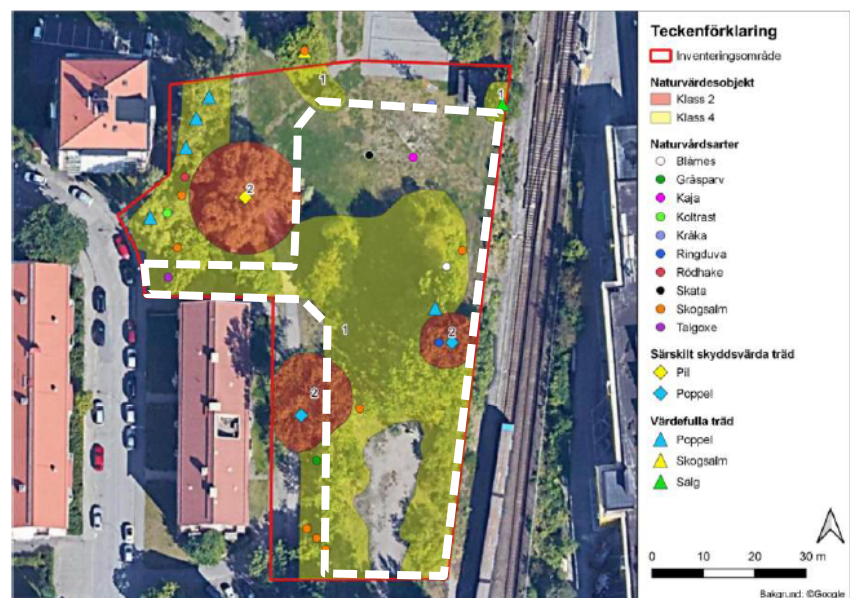 Teckenförklaring
Inventeringsområde
Naturvärdesobjekt
Klass 2
Klass 4
Naturvårdsarter
Blåmes
Gråsparv
Kaja
Koltrast
Kråka
Ringduva
Rödhake
Skata
Skogsalm
Talgoxe
Särskilt skyddsvärda träd
Pil
Poppel
Värdefulla träd
Poppel
Skogsalm
Sälg
0 10 20 30 m
Bakgrund: ©Google
1
1
2
2
1
2